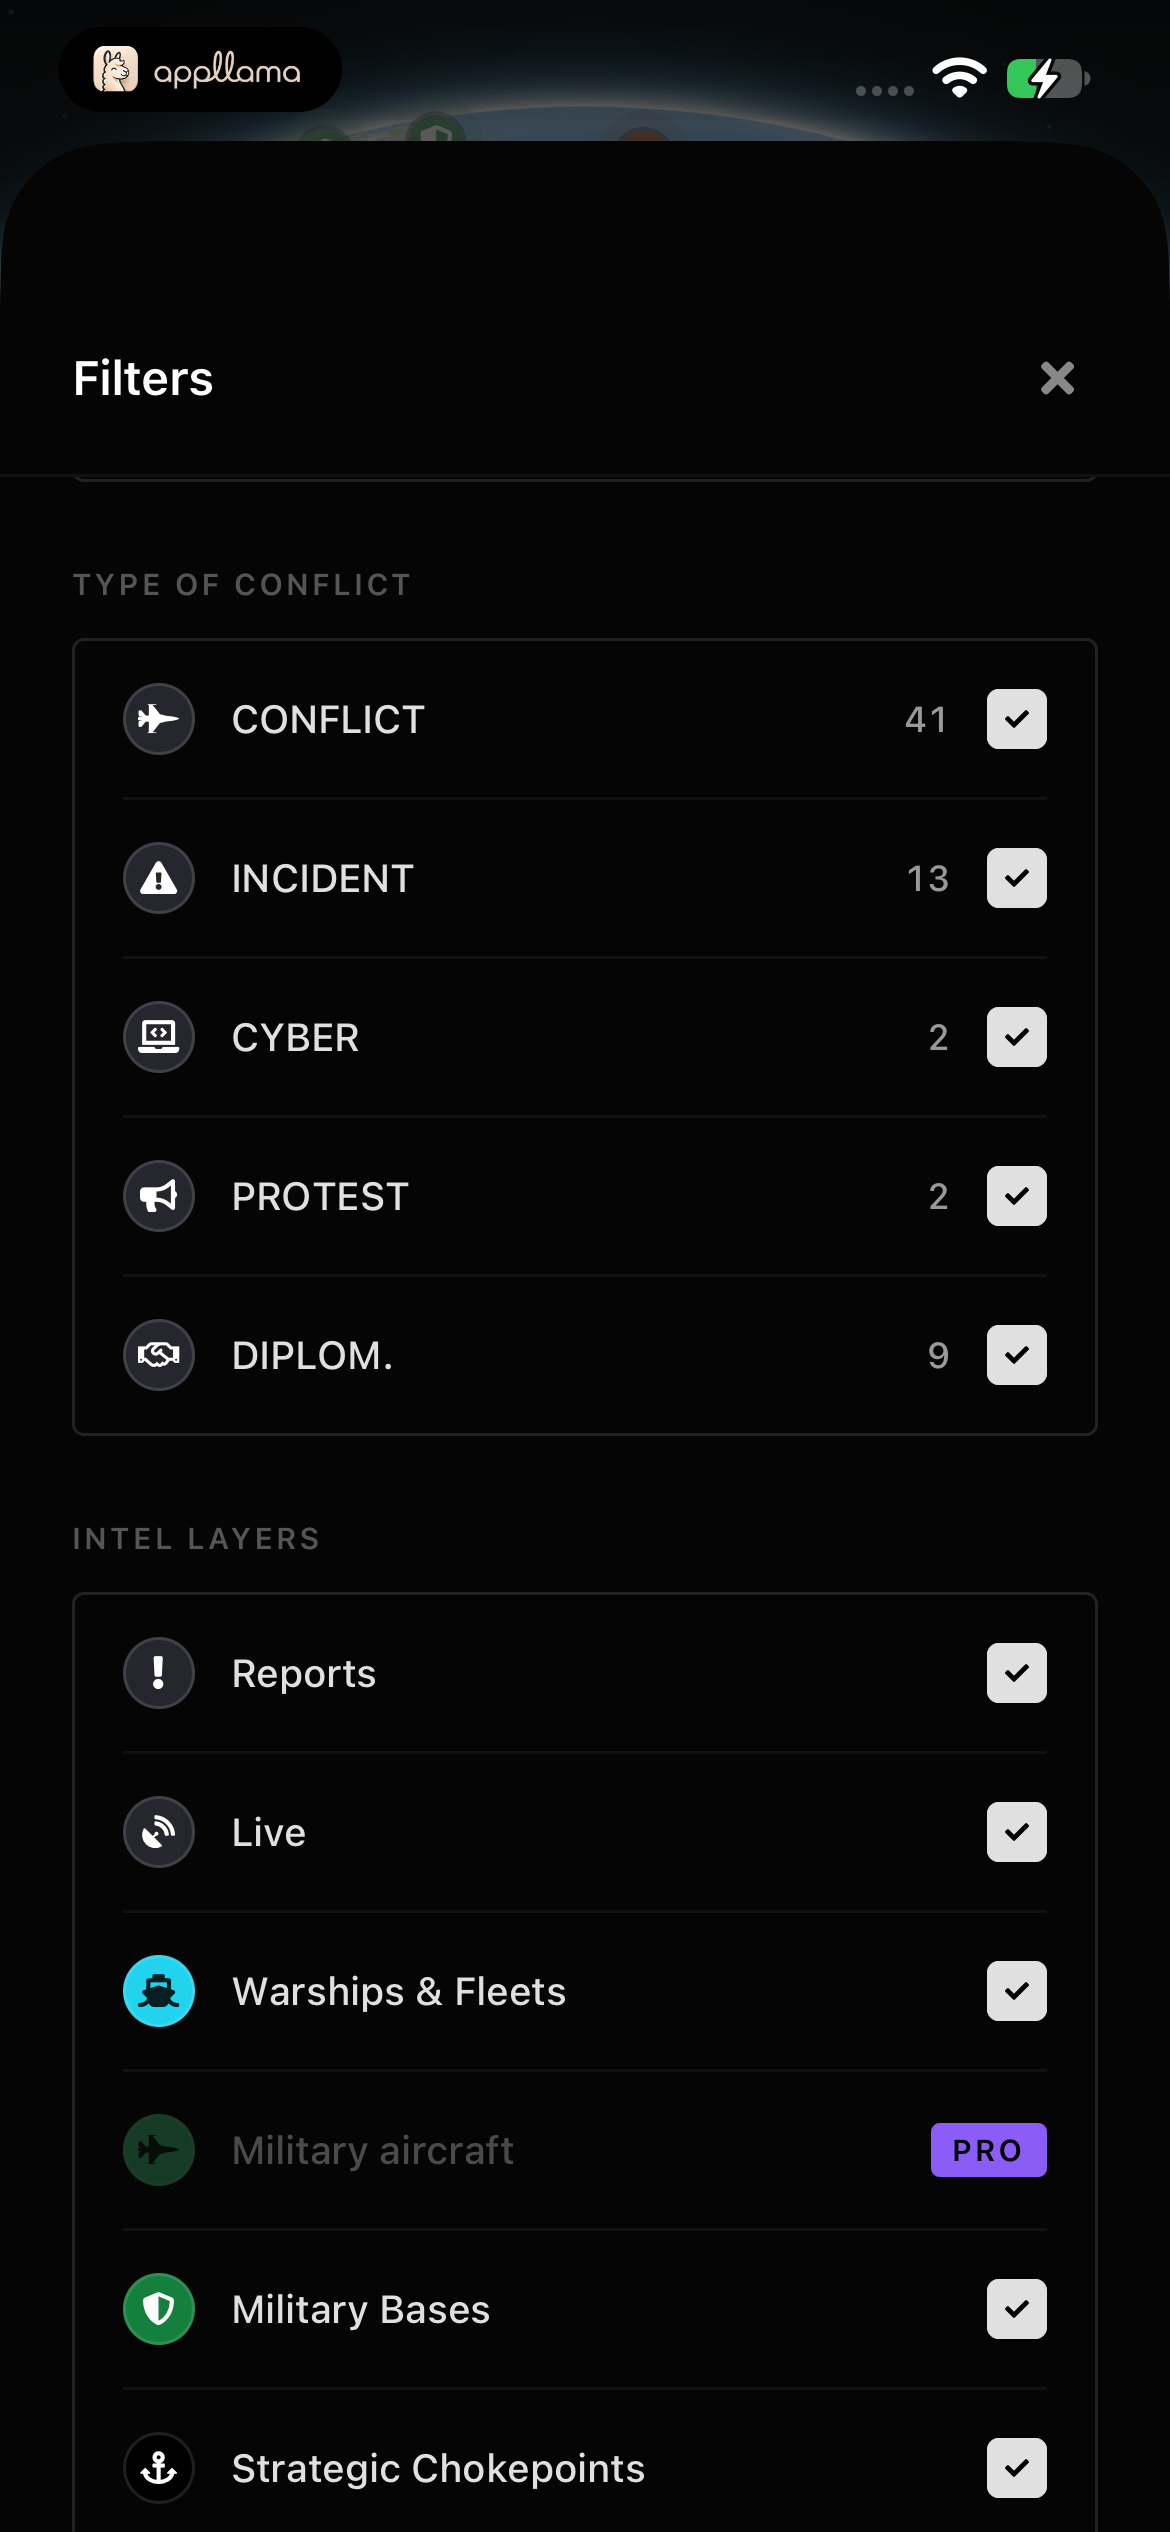 appllama
Filters
TYPE OF CONFLICT
CONFLICT 41
INCIDENT 13
CYBER 2
PROTEST 2
DIPLOM. 9
INTEL LAYERS
Reports
Live
Warships & Fleets
Military aircraft PRO
Military Bases
Strategic Chokepoints